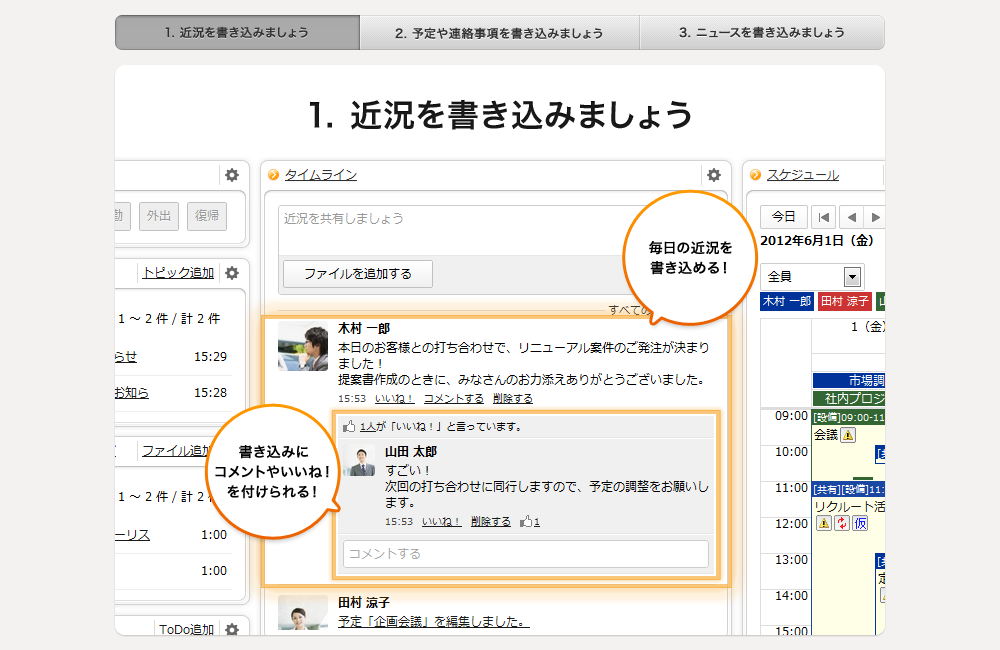 1. 近況を書き込みましょう
2. 予定や連絡事項を書き込みましょう
3. ニュースを書き込みましょう
1. 近況を書き込みましょう
外出
復帰
トピック追加
1 ～ 2 件 / 計 2 件
らせ 15:29
お知ら 15:28
ファイル追加
1 ～ 2 件 / 計 2
ーリス 1:00
1:00
ToDo追加
タイムライン
近況を共有しましょう
ファイルを追加する
毎日の近況を
書き込める！
すべての
木村 一郎
本日のお客様との打ち合わせで、リニューアル案件のご発注が決まり
ました！
提案書作成のときに、みなさんのお力添えありがとうございました。
15:53 いいね！ コメントする 削除する
1人が「いいね！」と言っています。
山田 太郎
すごい！
次回の打ち合わせに同行しますので、予定の調整をお願いし
ます。
15:53 いいね！ 削除する 1
コメントする
書き込みに
コメントやいいね！
を付けられる！
田村 涼子
予定「企画会議」を編集しました。
スケジュール
今日
2012年6月1日（金）
全員
木村 一郎 田村 涼子 山
1（金）
市場調
社内プロジ
09:00 [設備]09:00-11
会議
10:00
11:00 [共有][設備]11:
リクルート活
12:00 仮
13:00
定
14:00
15:00